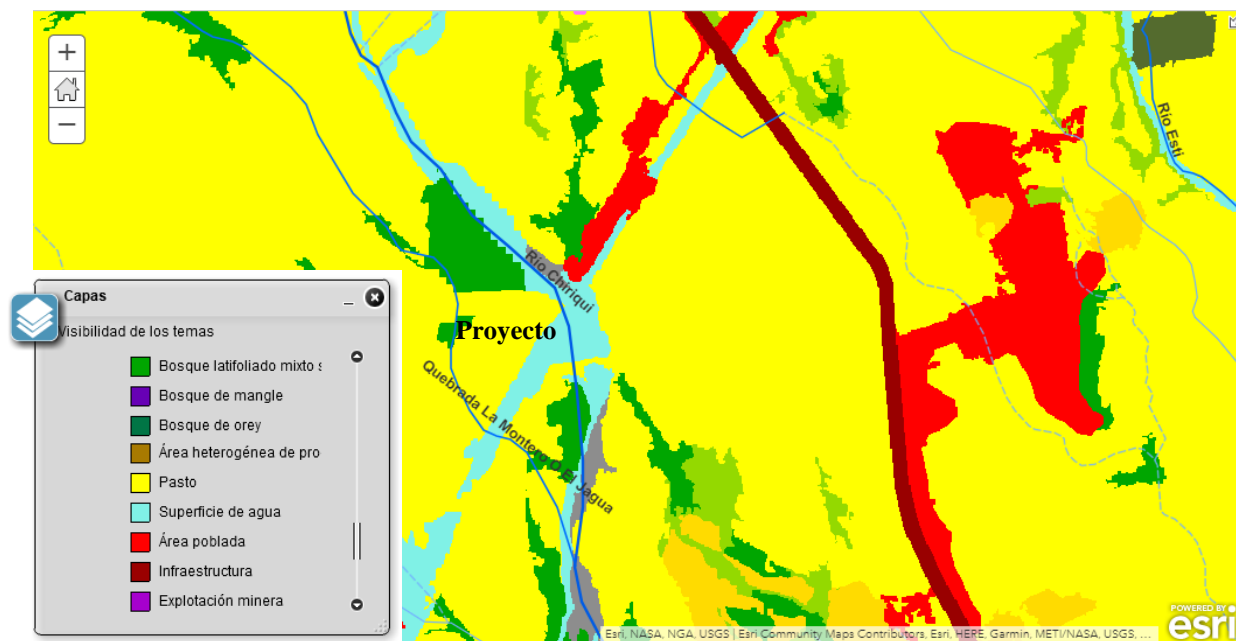 +
−
Rio Esti
Rio Chiriqui
Proyecto
Quebrada La Montero O El Jagua
Capas
Visibilidad de los temas
Bosque latifoliado mixto s
Bosque de mangle
Bosque de orey
Área heterogénea de pro
Pasto
Superficie de agua
Área poblada
Infraestructura
Explotación minera
POWERED BY
esri
Esri, NASA, NGA, USGS | Esri Community Maps Contributors, Esri, HERE, Garmin, METI/NASA, USGS, ...